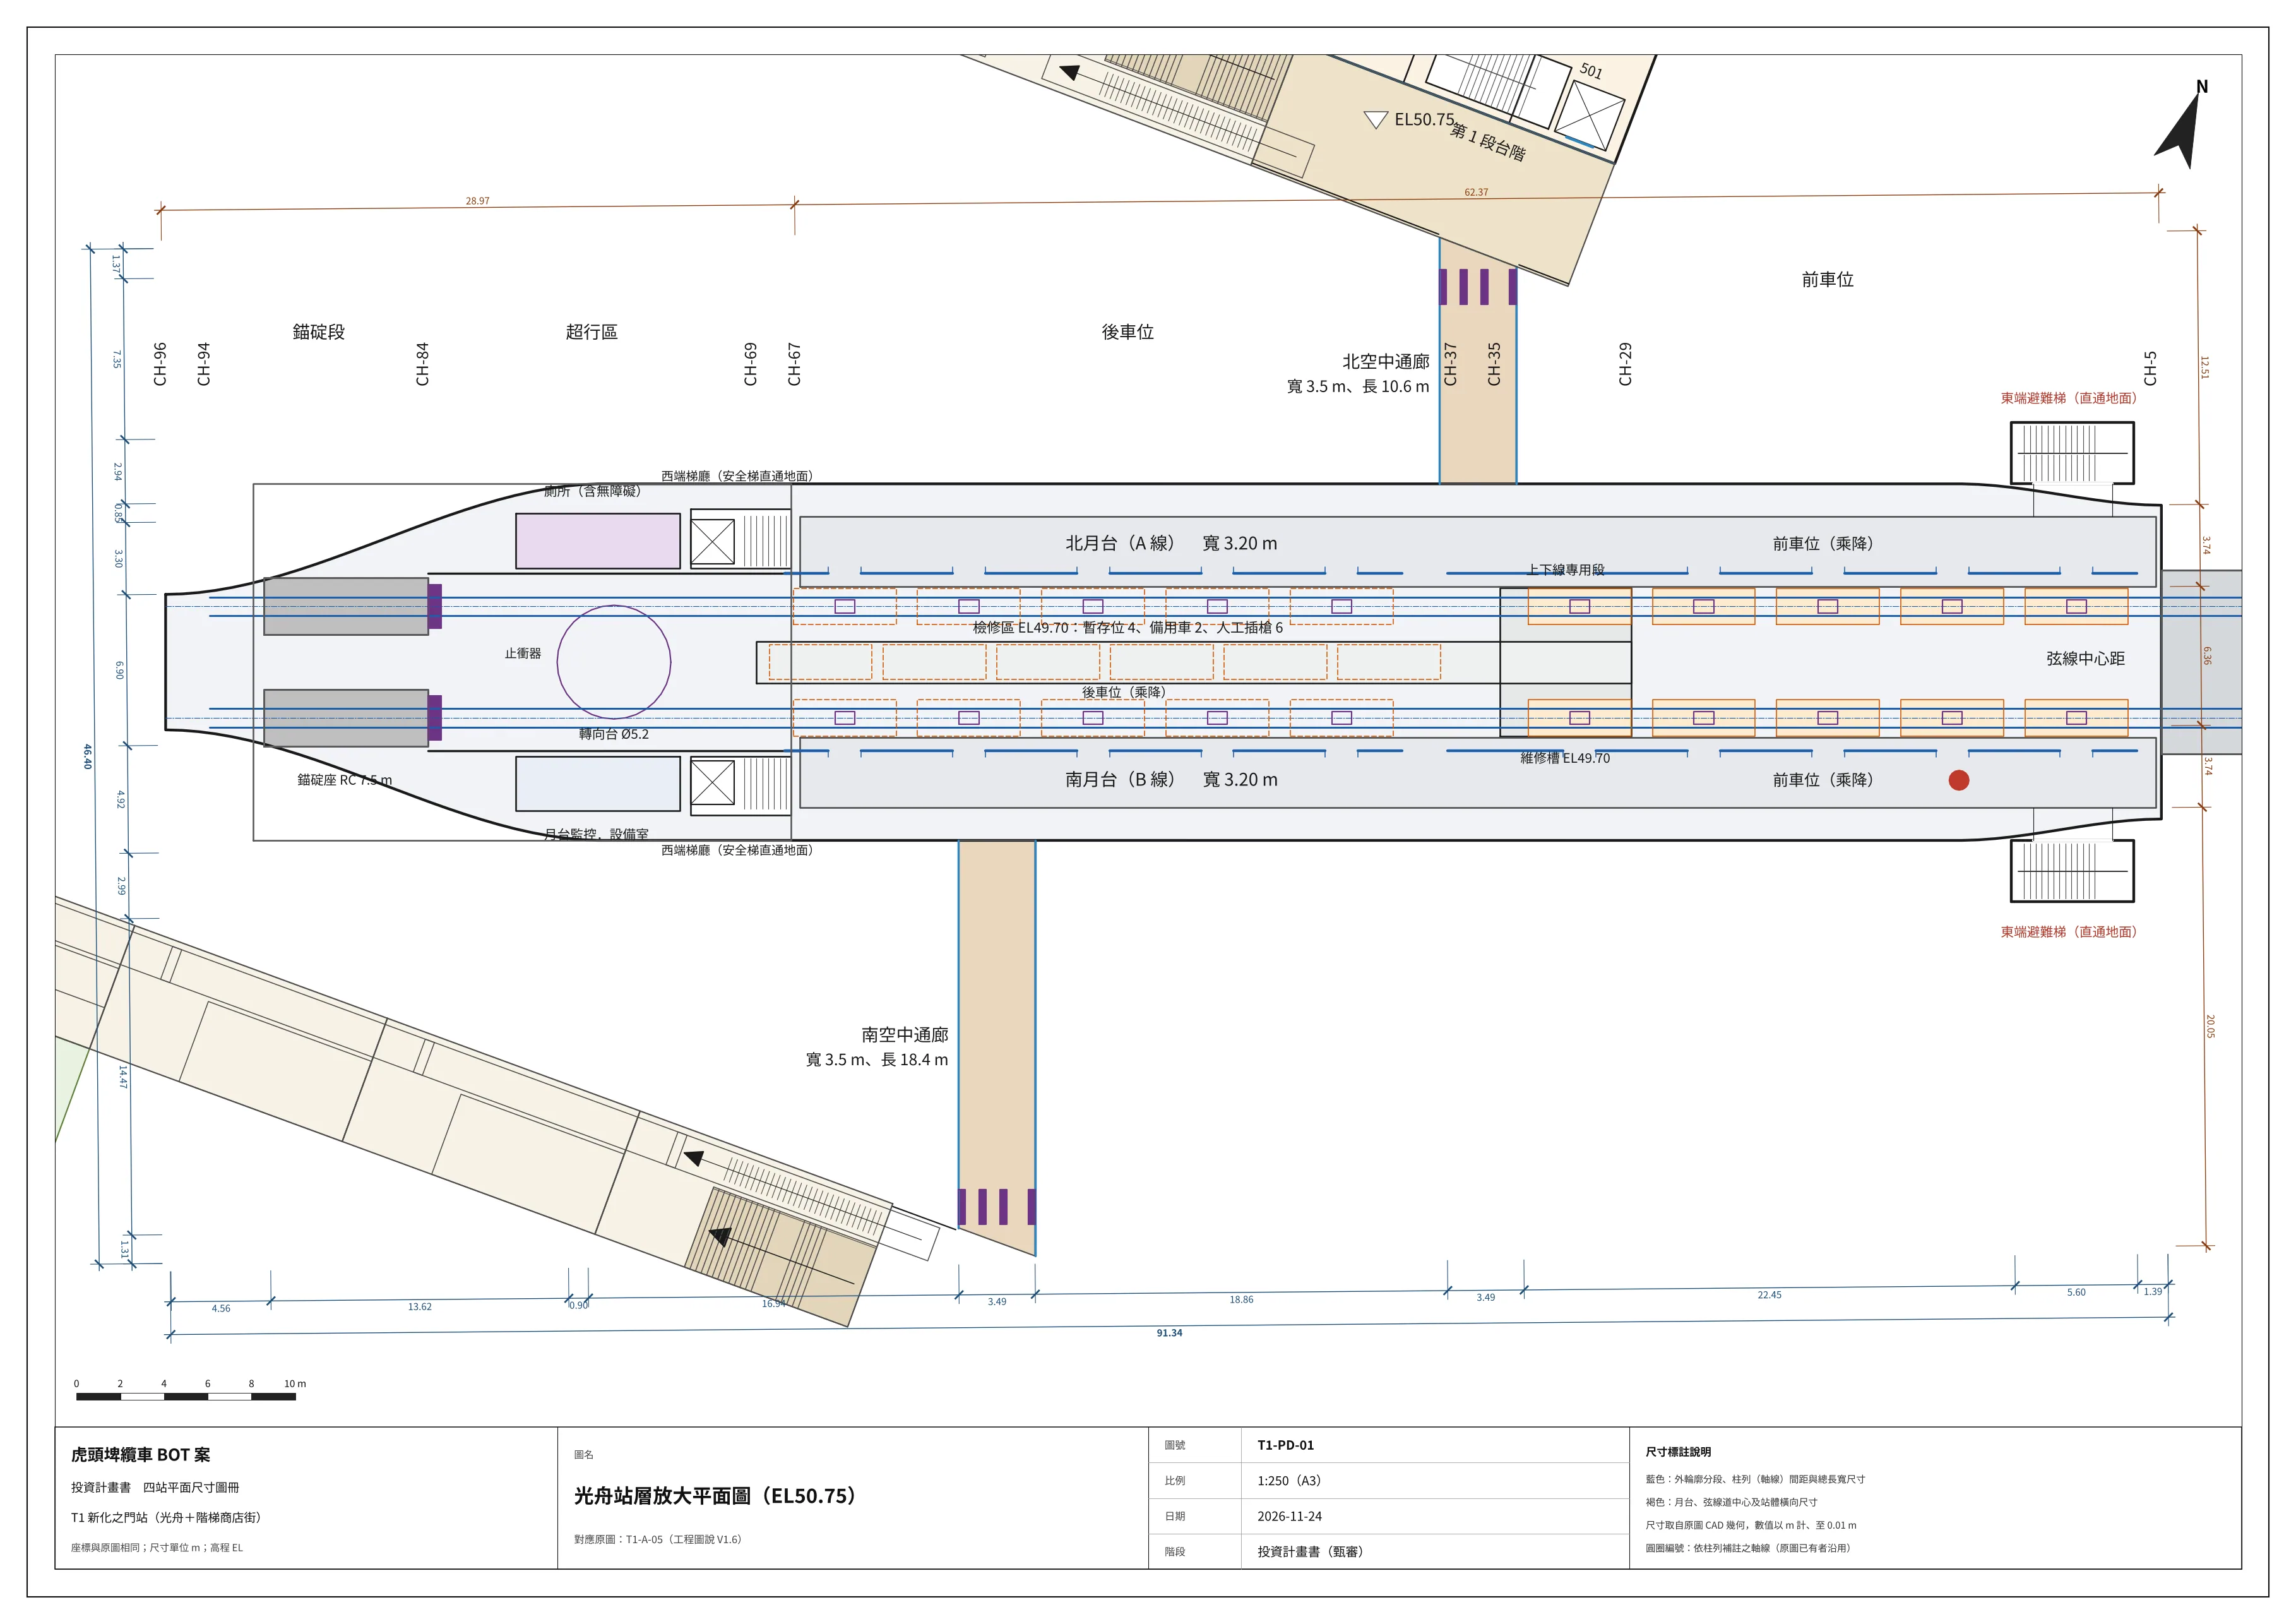 501
N
EL50.75
第 1 段台階
28.97
62.37
1.37
7.35
2.94
0.85
3.30
6.90
4.92
2.99
14.47
1.31
46.40
12.51
3.74
6.36
3.74
20.05
錨碇段
超行區
後車位
前車位
CH-96
CH-94
CH-84
CH-69
CH-67
CH-37
CH-35
CH-29
CH-5
北空中通廊
寬 3.5 m、長 10.6 m
東端避難梯（直通地面）
西端梯廳（安全梯直通地面）
廁所（含無障礙）
北月台（A 線）　寬 3.20 m
前車位（乘降）
上下線專用段
檢修區 EL49.70：暫存位 4、備用車 2、人工插槍 6
止衝器
弦線中心距
後車位（乘降）
轉向台 Ø5.2
維修槽 EL49.70
錨碇座 RC 7.5 m
南月台（B 線）　寬 3.20 m
前車位（乘降）
月台監控．設備室
西端梯廳（安全梯直通地面）
東端避難梯（直通地面）
南空中通廊
寬 3.5 m、長 18.4 m
4.56
13.62
0.90
16.94
3.49
18.86
3.49
22.45
5.60
1.39
91.34
0 2 4 6 8 10 m
虎頭埤纜車 BOT 案
投資計畫書　四站平面尺寸圖冊
T1 新化之門站（光舟＋階梯商店街）
座標與原圖相同；尺寸單位 m；高程 EL
圖名
光舟站層放大平面圖（EL50.75）
對應原圖：T1-A-05（工程圖說 V1.6）
圖號 T1-PD-01
比例 1:250（A3）
日期 2026-11-24
階段 投資計畫書（甄審）
尺寸標註說明
藍色：外輪廓分段、柱列（軸線）間距與總長寬尺寸
褐色：月台、弦線道中心及站體橫向尺寸
尺寸取自原圖 CAD 幾何，數值以 m 計、至 0.01 m
圓圈編號：依柱列補註之軸線（原圖已有者沿用）